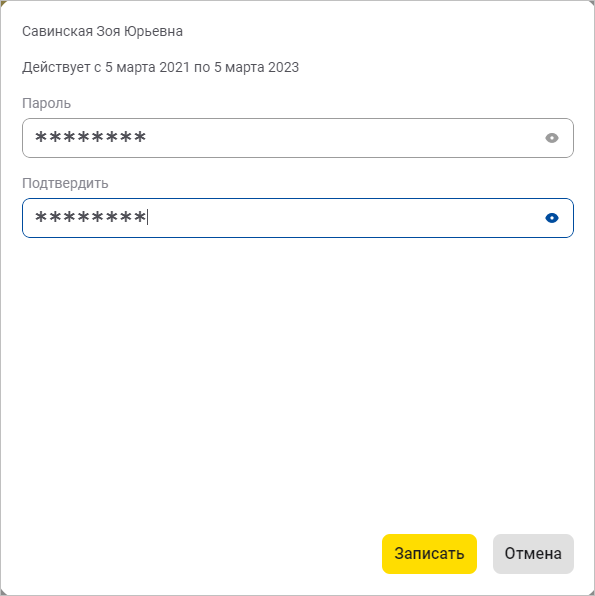 Савинская Зоя Юрьевна
Действует с 5 марта 2021 по 5 марта 2023
Пароль
********
Подтвердить
********
Записать
Отмена